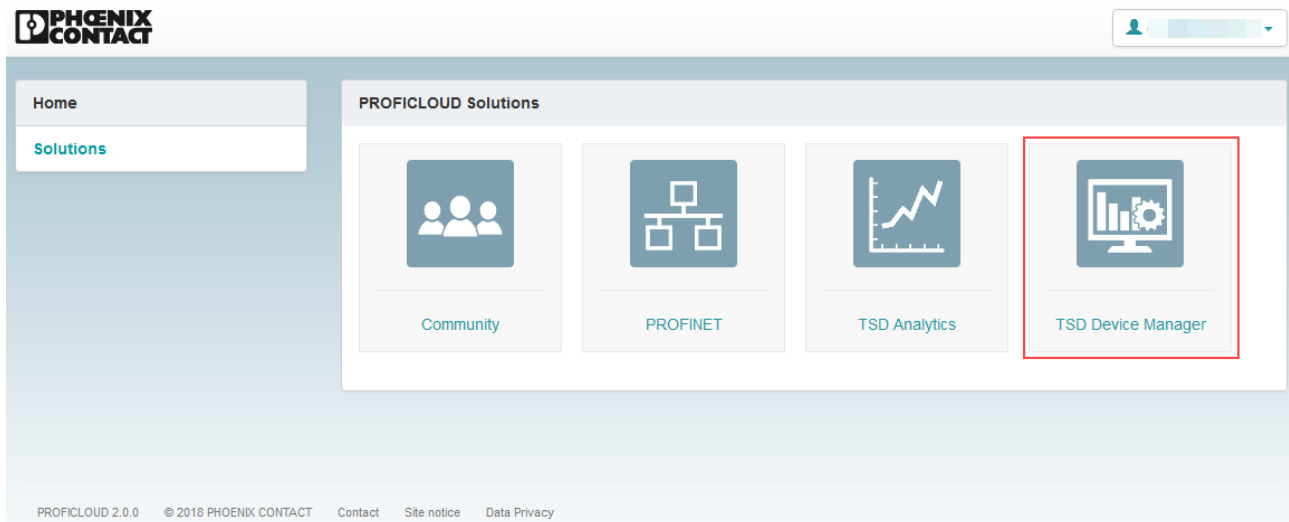 PHŒNIX
CONTACT
Home
Solutions
PROFICLOUD Solutions
Community
PROFINET
TSD Analytics
TSD Device Manager
PROFICLOUD 2.0.0 © 2018 PHOENIX CONTACT Contact Site notice Data Privacy